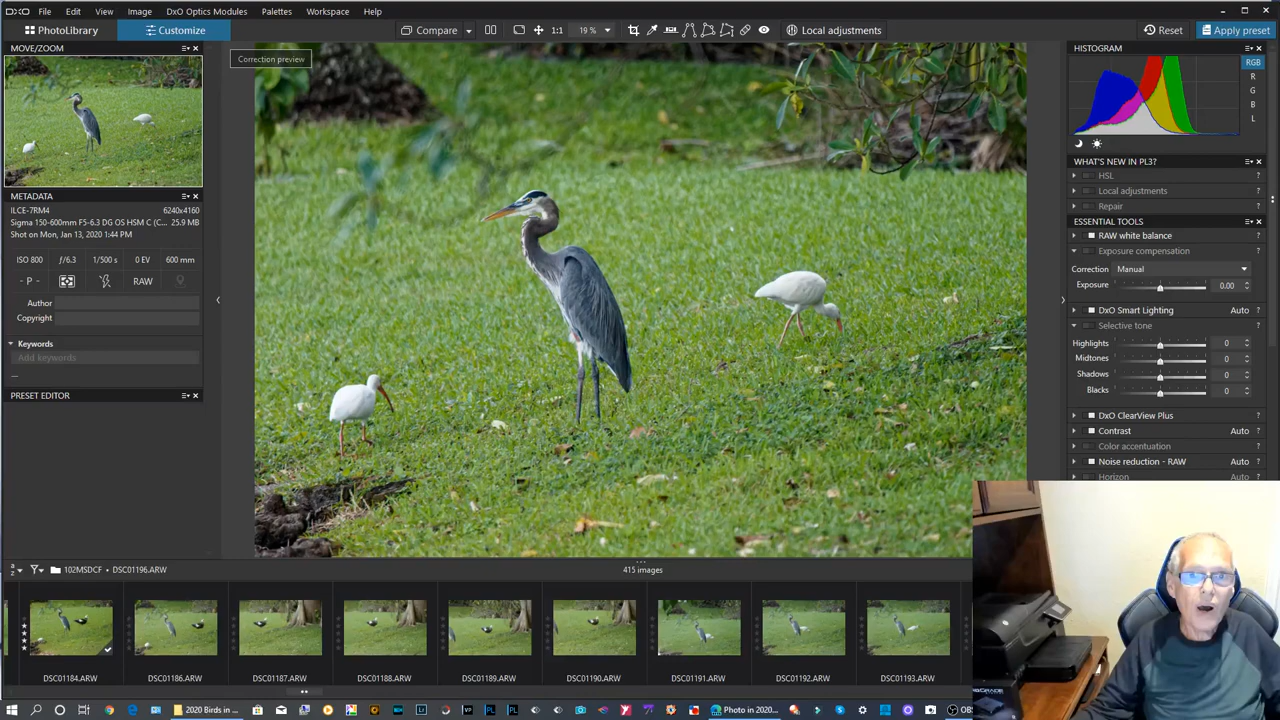 DxO File Edit View Image DxO Optics Modules Palettes Workspace Help
PhotoLibrary Customize Compare 1:1 19 % Local adjustments Reset Apply preset
MOVE/ZOOM
Correction preview
HISTOGRAM
RGB
R
G
B
L
METADATA
ILCE-7RM4 6240x4160
Sigma 150-600mm F5-6.3 DG OS HSM C (C... 25.9 MB
Shot on Mon, Jan 13, 2020 1:44 PM
ISO 800 ƒ/6.3 1/500 s 0 EV 600 mm
- P - RAW
Author
Copyright
Keywords
Add keywords
PRESET EDITOR
WHAT'S NEW IN PL3?
HSL ?
Local adjustments ?
Repair ?
ESSENTIAL TOOLS
RAW white balance ?
Exposure compensation ?
Correction Manual
Exposure 0.00
DxO Smart Lighting Auto ?
Selective tone ?
Highlights 0
Midtones 0
Shadows 0
Blacks 0
DxO ClearView Plus ?
Contrast Auto ?
Color accentuation ?
Noise reduction - RAW Auto ?
Horizon ?
102MSDCF • DSC01196.ARW 415 images
DSC01184.ARW DSC01186.ARW DSC01187.ARW DSC01188.ARW DSC01189.ARW DSC01190.ARW DSC01191.ARW DSC01192.ARW DSC01193.ARW
2020 Birds in ... Photo in 2020... OBS